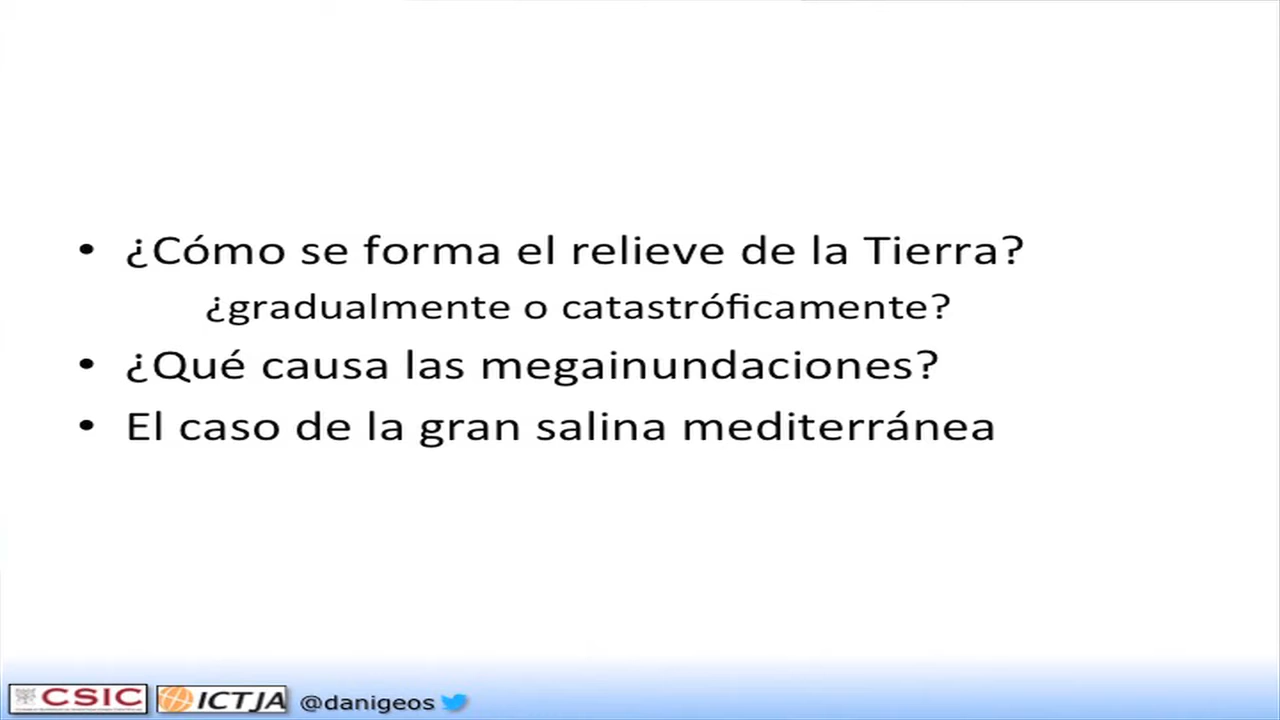 • ¿Cómo se forma el relieve de la Tierra?
¿gradualmente o catastróficamente?
• ¿Qué causa las megainundaciones?
• El caso de la gran salina mediterránea
CSIC ICTJA @danigeos